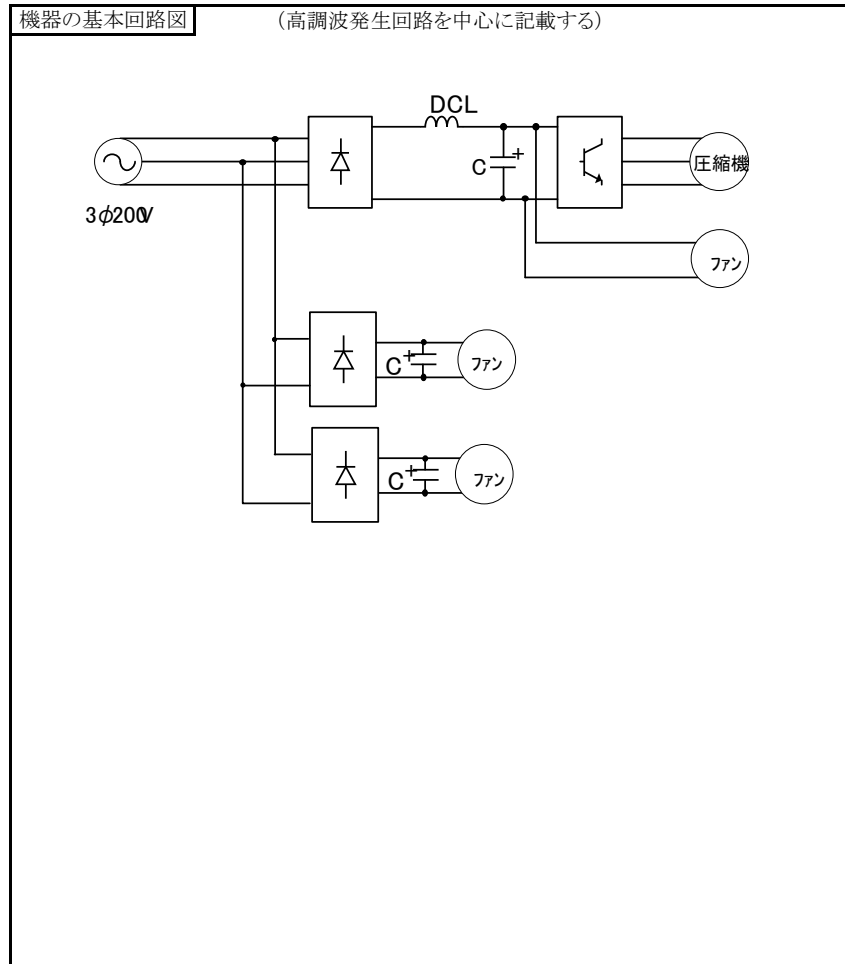 機器の基本回路図
(高調波発生回路を中心に記載する)
DCL
C
+
圧縮機
3φ200V
ファン
C
+
ファン
C
+
ファン